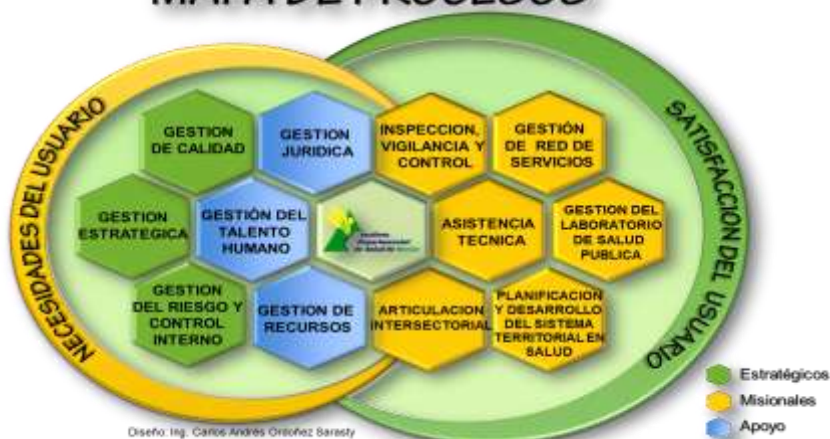 MAPA DE PROCESOS
NECESIDADES DEL USUARIO
SATISFACCION DEL USUARIO
GESTION
DE CALIDAD
GESTION
JURIDICA
INSPECCION,
VIGILANCIA Y
CONTROL
GESTIÓN
DE RED DE
SERVICIOS
GESTION
ESTRATEGICA
GESTIÓN DEL
TALENTO
HUMANO
ASISTENCIA
TECNICA
GESTION DEL
LABORATORIO
DE SALUD
PUBLICA
GESTION
DEL RIESGO Y
CONTROL
INTERNO
GESTION DE
RECURSOS
ARTICULACION
INTERSECTORIAL
PLANIFICACION
Y DESARROLLO
DEL SISTEMA
TERRITORIAL EN
SALUD
Estratégicos
Misionales
Apoyo
Diseño: Ing. Carlos Andrés Ordoñez Sarasty